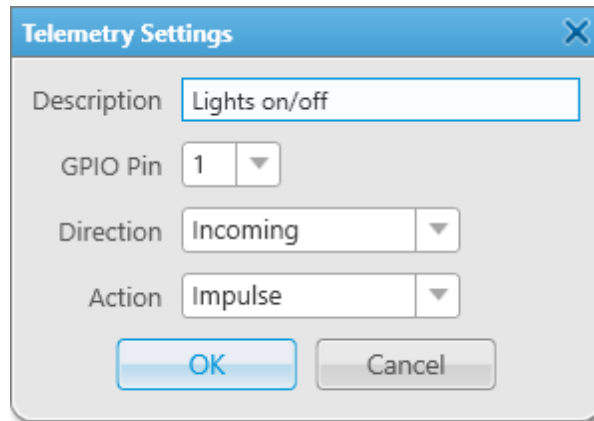 Telemetry Settings
Description Lights on/off
GPIO Pin 1
Direction Incoming
Action Impulse
OK Cancel